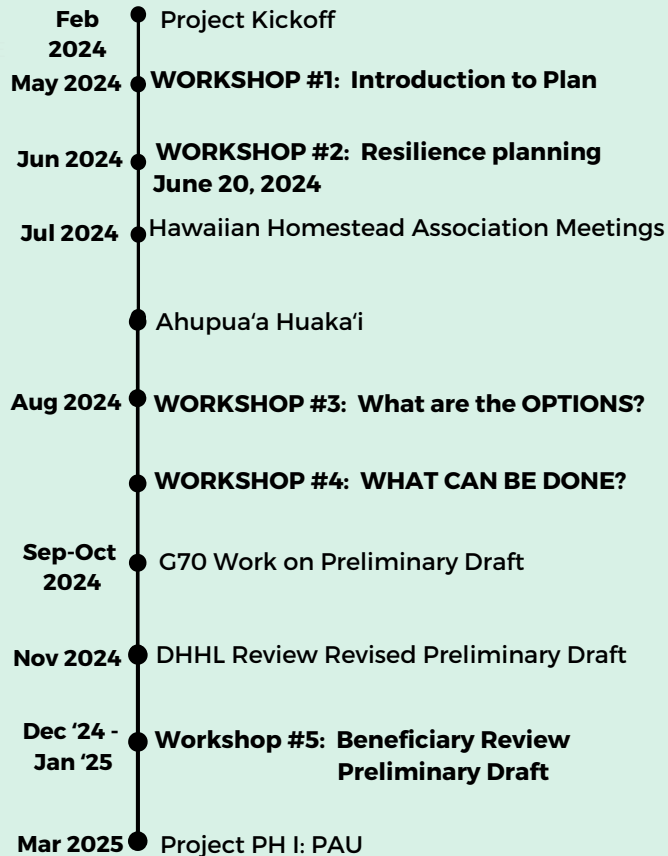 Feb
2024
Project Kickoff
May 2024
WORKSHOP #1: Introduction to Plan
Jun 2024
WORKSHOP #2: Resilience planning
June 20, 2024
Jul 2024
Hawaiian Homestead Association Meetings
Ahupua‘a Huaka‘i
Aug 2024
WORKSHOP #3: What are the OPTIONS?
WORKSHOP #4: WHAT CAN BE DONE?
Sep-Oct
2024
G70 Work on Preliminary Draft
Nov 2024
DHHL Review Revised Preliminary Draft
Dec ‘24 -
Jan ‘25
Workshop #5: Beneficiary Review
Preliminary Draft
Mar 2025
Project PH I: PAU